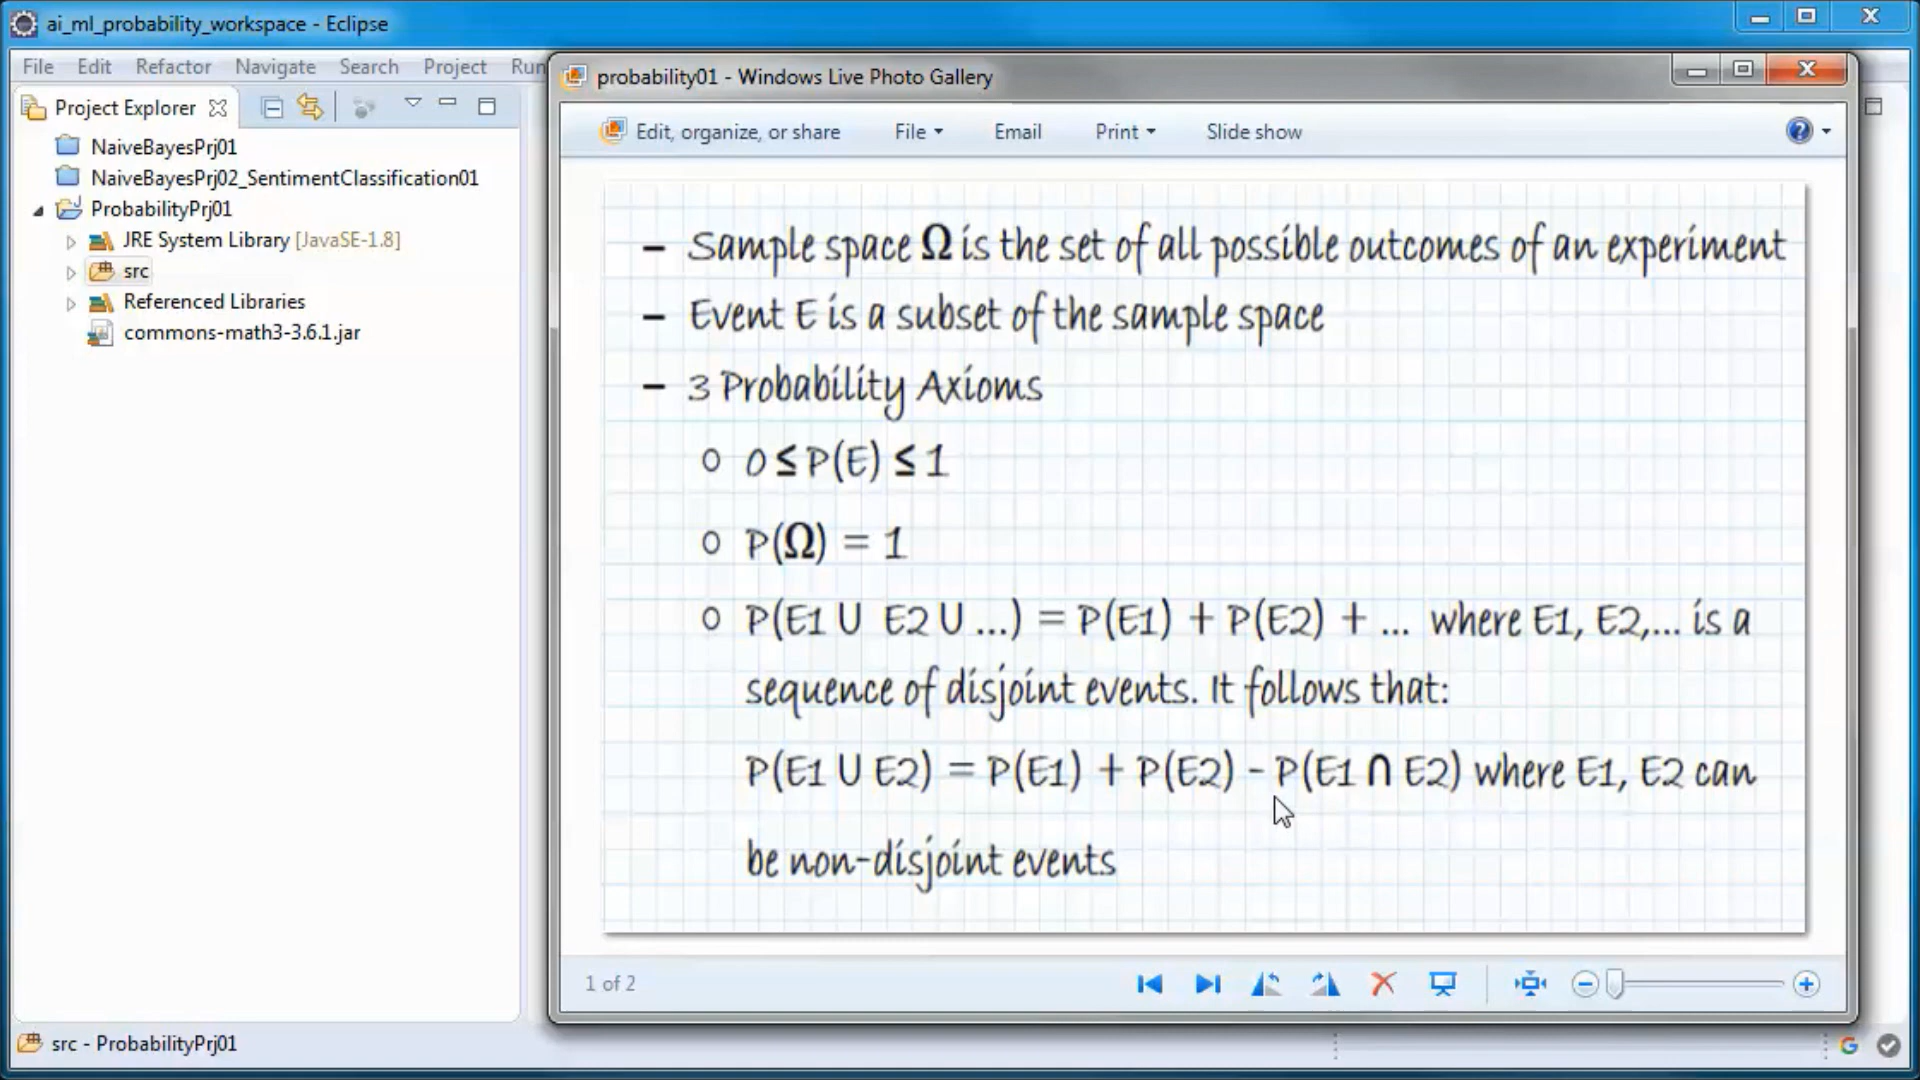 ai_ml_probability_workspace - Eclipse
File Edit Refactor Navigate Search Project Run
Project Explorer
NaiveBayesPrj01
NaiveBayesPrj02_SentimentClassification01
ProbabilityPrj01
JRE System Library [JavaSE-1.8]
src
Referenced Libraries
commons-math3-3.6.1.jar
src - ProbabilityPrj01
probability01 - Windows Live Photo Gallery
Edit, organize, or share File Email Print Slide show
- Sample space Ω is the set of all possible outcomes of an experiment
- Event E is a subset of the sample space
- 3 Probability Axioms
o 0 ≤ P(E) ≤ 1
o P(Ω) = 1
o P(E1 U E2 U ...) = P(E1) + P(E2) + ... where E1, E2,... is a
sequence of disjoint events. It follows that:
P(E1 U E2) = P(E1) + P(E2) - P(E1 ∩ E2) where E1, E2 can
be non-disjoint events
1 of 2